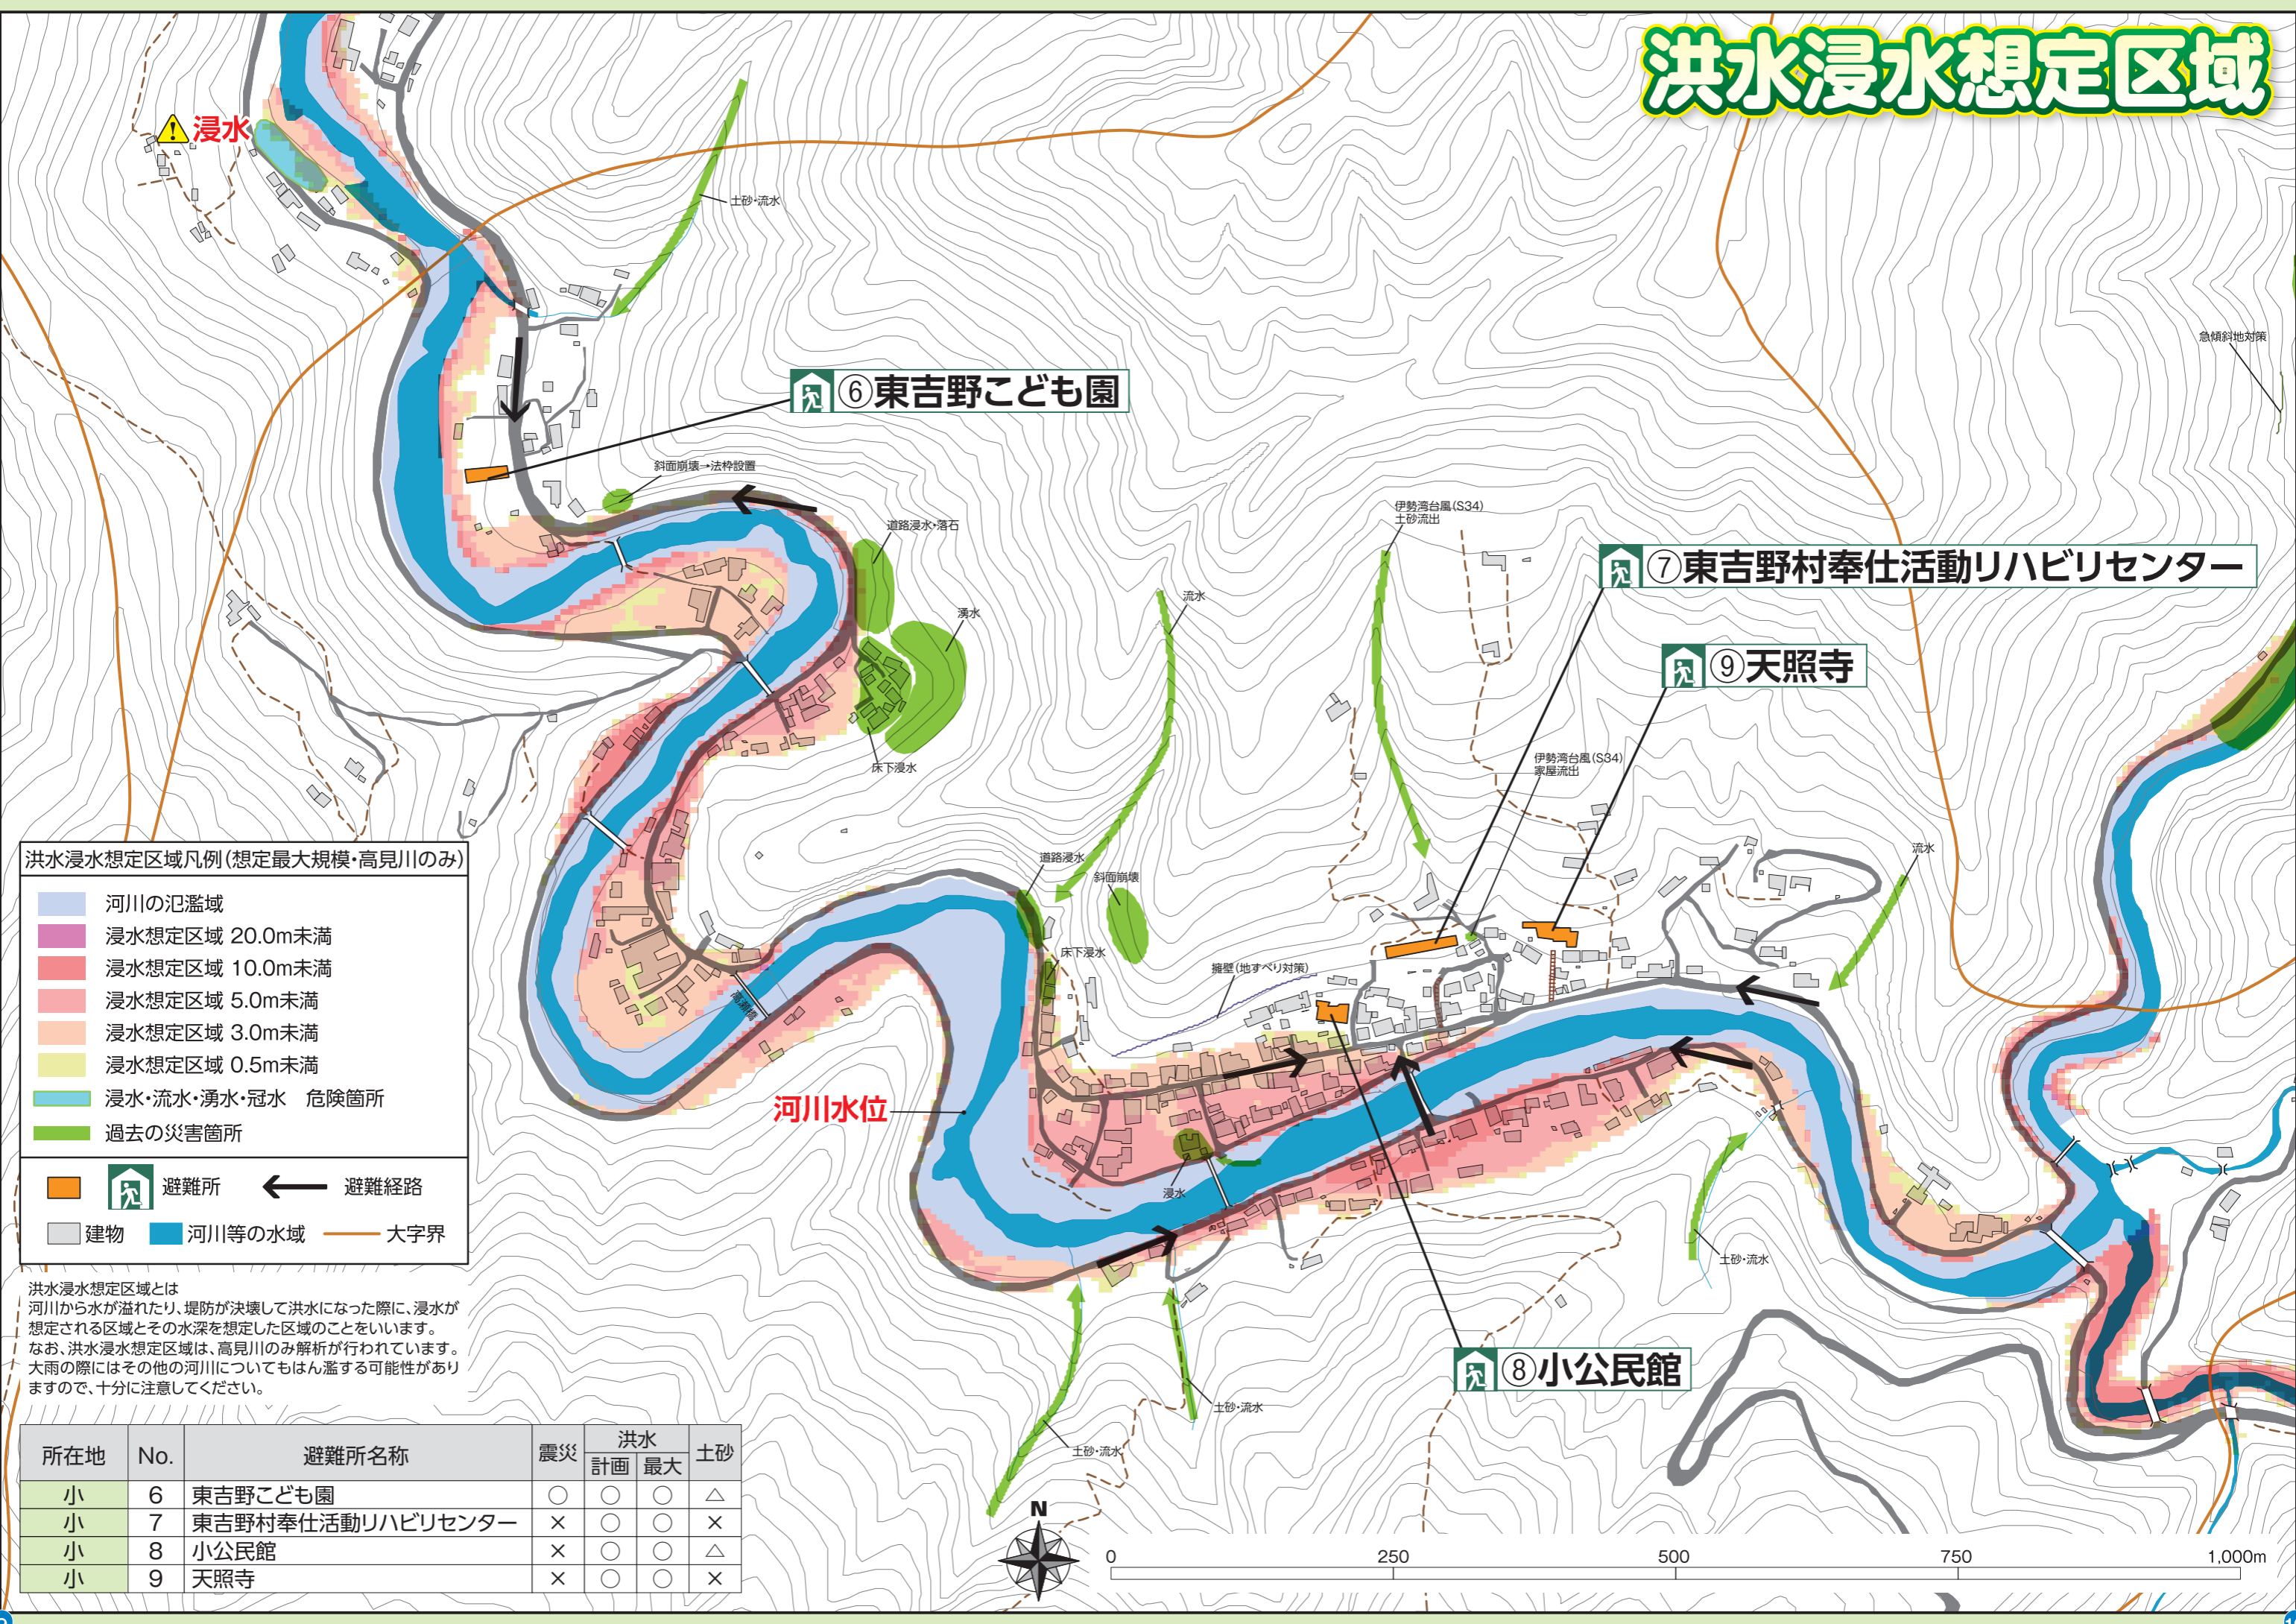 洪水浸水想定区域
浸水
土砂・流水
急傾斜地対策
⑥東吉野こども園
斜面崩壊→法枠設置
道路浸水・落石
伊勢湾台風(S34)
土砂流出
⑦東吉野村奉仕活動リハビリセンター
流水
湧水
⑨天照寺
床下浸水
伊勢湾台風(S34)
家屋流出
道路浸水
斜面崩壊
流水
床下浸水
擁壁(地すべり対策)
高瀬橋
河川水位
浸水
土砂・流水
⑧小公民館
土砂・流水
土砂・流水
洪水浸水想定区域凡例(想定最大規模・高見川のみ)
河川の氾濫域
浸水想定区域 20.0m未満
浸水想定区域 10.0m未満
浸水想定区域 5.0m未満
浸水想定区域 3.0m未満
浸水想定区域 0.5m未満
浸水・流水・湧水・冠水 危険箇所
過去の災害箇所
避難所 避難経路
建物 河川等の水域 大字界
洪水浸水想定区域とは
河川から水が溢れたり、堤防が決壊して洪水になった際に、浸水が
想定される区域とその水深を想定した区域のことをいいます。
なお、洪水浸水想定区域は、高見川のみ解析が行われています。
大雨の際にはその他の河川についてもはん濫する可能性があり
ますので、十分に注意してください。
所在地 No. 避難所名称 震災 洪水 土砂
計画 最大
小 6 東吉野こども園 ○ ○ ○ △
小 7 東吉野村奉仕活動リハビリセンター × ○ ○ ×
小 8 小公民館 × ○ ○ △
小 9 天照寺 × ○ ○ ×
N
0 250 500 750 1,000m